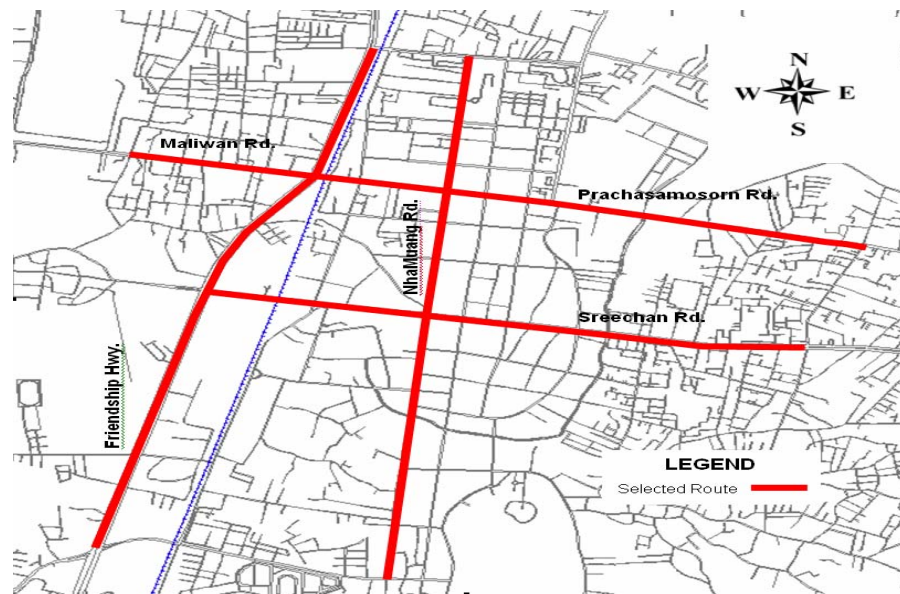 N
W E
S
Maliwan Rd.
Prachasamosorn Rd.
NhaMuang Rd.
Sreechan Rd.
Friendship Hwy.
LEGEND
Selected Route